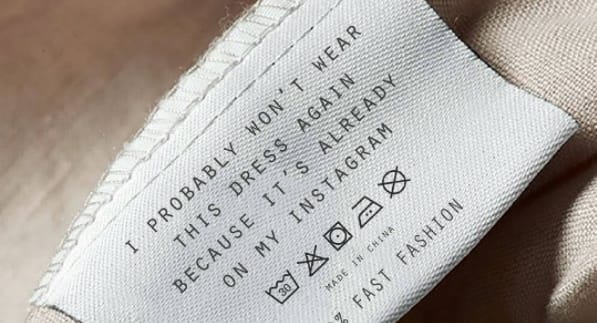 I PROBABLY WON'T WEAR
THIS DRESS AGAIN
BECAUSE IT'S ALREADY
ON MY INSTAGRAM
30
MADE IN CHINA
% FAST FASHION